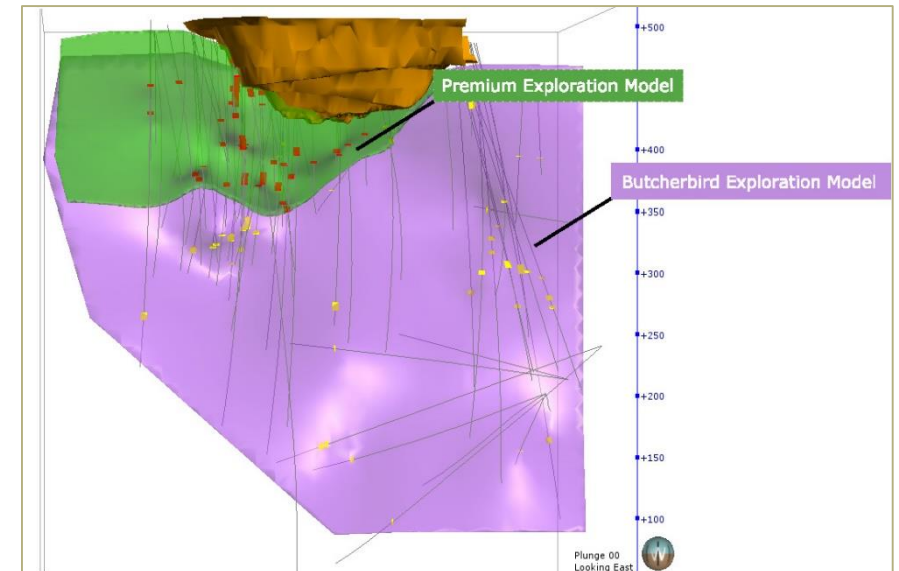 +500
Premium Exploration Model
+400
Butcherbird Exploration Model
+350
+300
+250
+200
+150
+100
Plunge 00
Looking East